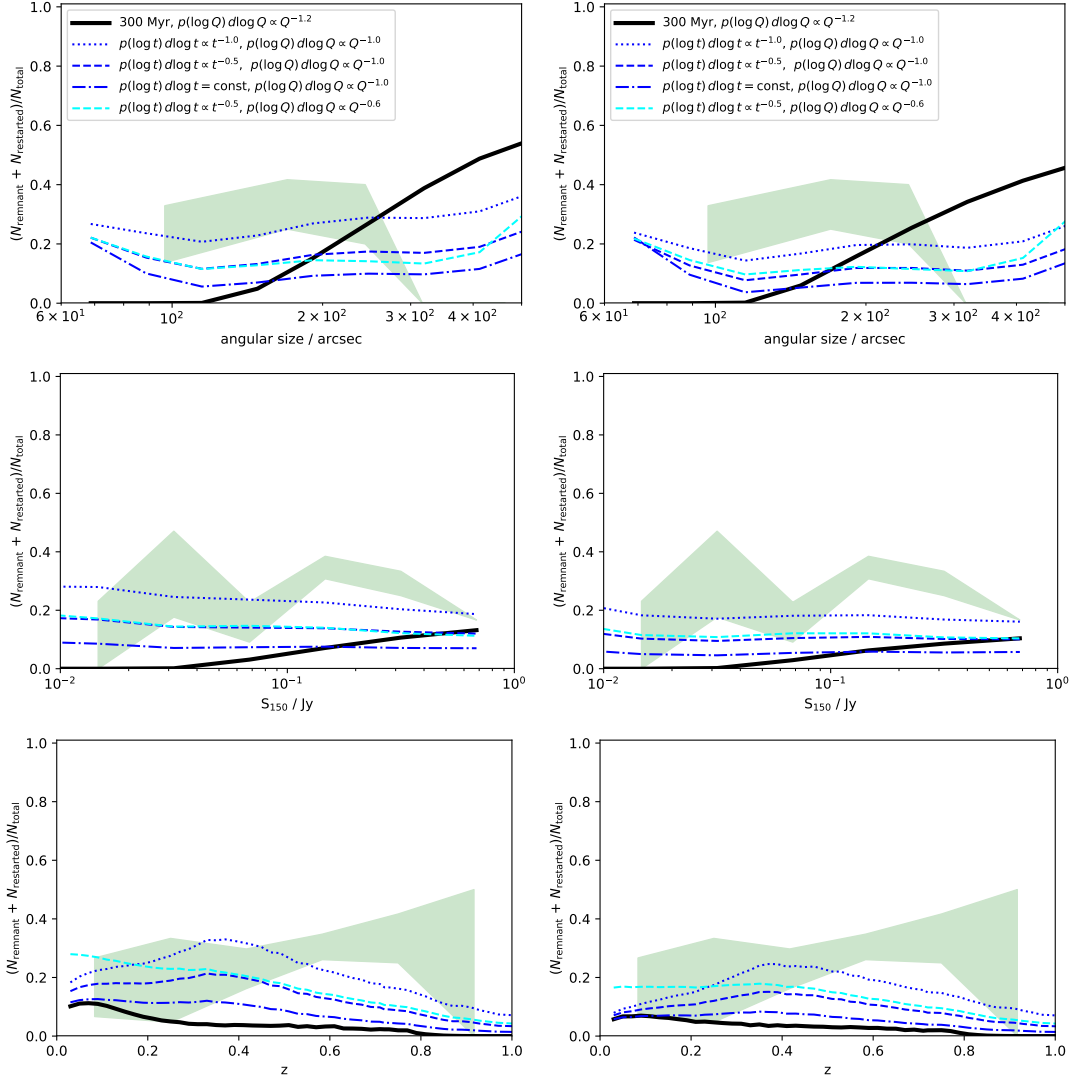 300 Myr, p(log Q) dlog Q ∝ Q^{-1.2}
p(log t) dlog t ∝ t^{-1.0}, p(log Q) dlog Q ∝ Q^{-1.0}
p(log t) dlog t ∝ t^{-0.5}, p(log Q) dlog Q ∝ Q^{-1.0}
p(log t) dlog t = const, p(log Q) dlog Q ∝ Q^{-1.0}
p(log t) dlog t ∝ t^{-0.5}, p(log Q) dlog Q ∝ Q^{-0.6}
(N_remnant + N_restarted)/N_total
1.0
0.8
0.6
0.4
0.2
0.0
6 × 10^1 10^2 2 × 10^2 3 × 10^2 4 × 10^2
angular size / arcsec
300 Myr, p(log Q) dlog Q ∝ Q^{-1.2}
p(log t) dlog t ∝ t^{-1.0}, p(log Q) dlog Q ∝ Q^{-1.0}
p(log t) dlog t ∝ t^{-0.5}, p(log Q) dlog Q ∝ Q^{-1.0}
p(log t) dlog t = const, p(log Q) dlog Q ∝ Q^{-1.0}
p(log t) dlog t ∝ t^{-0.5}, p(log Q) dlog Q ∝ Q^{-0.6}
(N_remnant + N_restarted)/N_total
1.0
0.8
0.6
0.4
0.2
0.0
6 × 10^1 10^2 2 × 10^2 3 × 10^2 4 × 10^2
angular size / arcsec
(N_remnant + N_restarted)/N_total
1.0
0.8
0.6
0.4
0.2
0.0
10^{-2} 10^{-1} 10^0
S_150 / Jy
(N_remnant + N_restarted)/N_total
1.0
0.8
0.6
0.4
0.2
0.0
10^{-2} 10^{-1} 10^0
S_150 / Jy
(N_remnant + N_restarted)/N_total
1.0
0.8
0.6
0.4
0.2
0.0
0.0 0.2 0.4 0.6 0.8 1.0
z
(N_remnant + N_restarted)/N_total
1.0
0.8
0.6
0.4
0.2
0.0
0.0 0.2 0.4 0.6 0.8 1.0
z